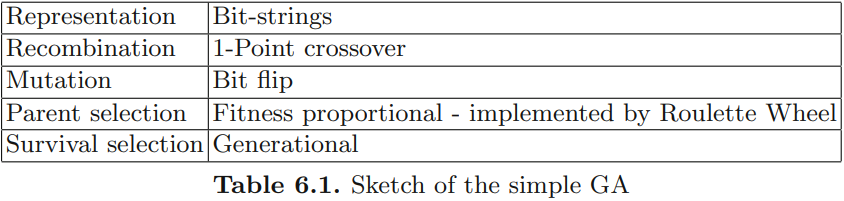 Representation Bit-strings
Recombination 1-Point crossover
Mutation Bit flip
Parent selection Fitness proportional - implemented by Roulette Wheel
Survival selection Generational
Table 6.1. Sketch of the simple GA